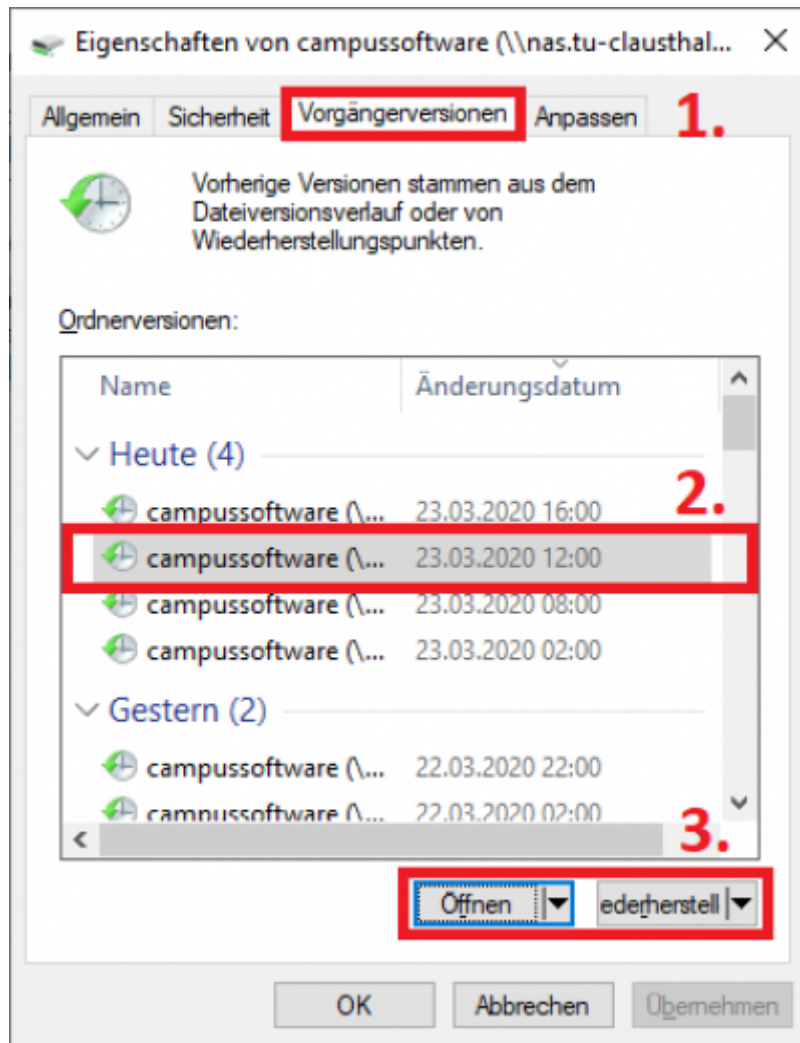 Eigenschaften von campussoftware (\\nas.tu-clausthal...
Allgemein Sicherheit Vorgängerversionen Anpassen 1.
Vorherige Versionen stammen aus dem
Dateiversionsverlauf oder von
Wiederherstellungspunkten.
Ordnerversionen:
Name Änderungsdatum
Heute (4)
campussoftware (\... 23.03.2020 16:00 2.
campussoftware (\... 23.03.2020 12:00
campussoftware (\... 23.03.2020 08:00
campussoftware (\... 23.03.2020 02:00
Gestern (2)
campussoftware (\... 22.03.2020 22:00
campussoftware (\... 22.03.2020 02:00
3.
Öffnen ederherstell
OK Abbrechen Übernehmen